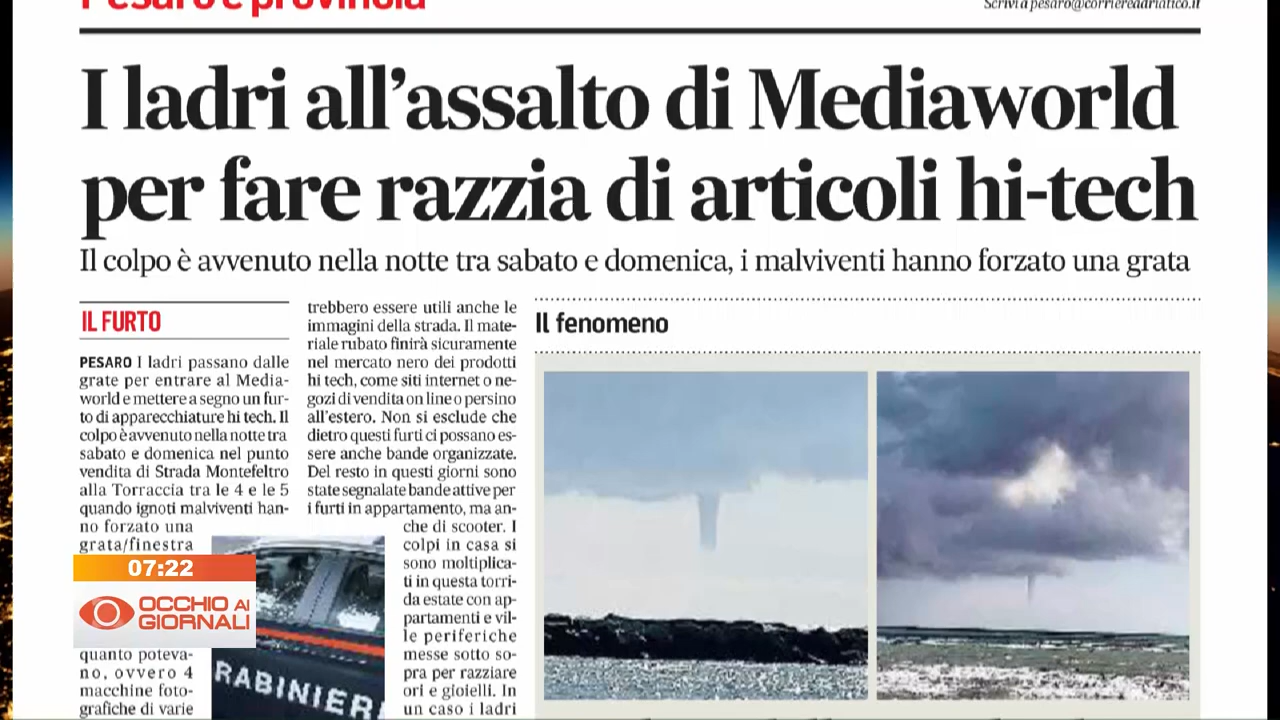 Pesaro e provincia
Scrivi a pesaro@corriereadriatico.it
I ladri all'assalto di Mediaworld
per fare razzia di articoli hi-tech
Il colpo è avvenuto nella notte tra sabato e domenica, i malviventi hanno forzato una grata
IL FURTO
PESARO I ladri passano dalle
grate per entrare al Media-
world e mettere a segno un fur-
to di apparecchiature hi tech. Il
colpo è avvenuto nella notte tra
sabato e domenica nel punto
vendita di Strada Montefeltro
alla Torraccia tra le 4 e le 5
quando ignoti malviventi han-
no forzato una
grata/finestra
quanto poteva-
no, ovvero 4
macchine foto-
grafiche di varie
trebbero essere utili anche le
immagini della strada. Il mate-
riale rubato finirà sicuramente
nel mercato nero dei prodotti
hi tech, come siti internet o ne-
gozi di vendita on line o persino
all'estero. Non si esclude che
dietro questi furti ci possano es-
sere anche bande organizzate.
Del resto in questi giorni sono
state segnalate bande attive per
i furti in appartamento, ma an-
che di scooter. I
colpi in casa si
sono moltiplica-
ti in questa torri-
da estate con ap-
partamenti e vil-
le periferiche
messe sotto so-
pra per razziare
ori e gioielli. In
un caso i ladri
RABINIERI
Il fenomeno
07:22
OCCHIO AI
GIORNALI